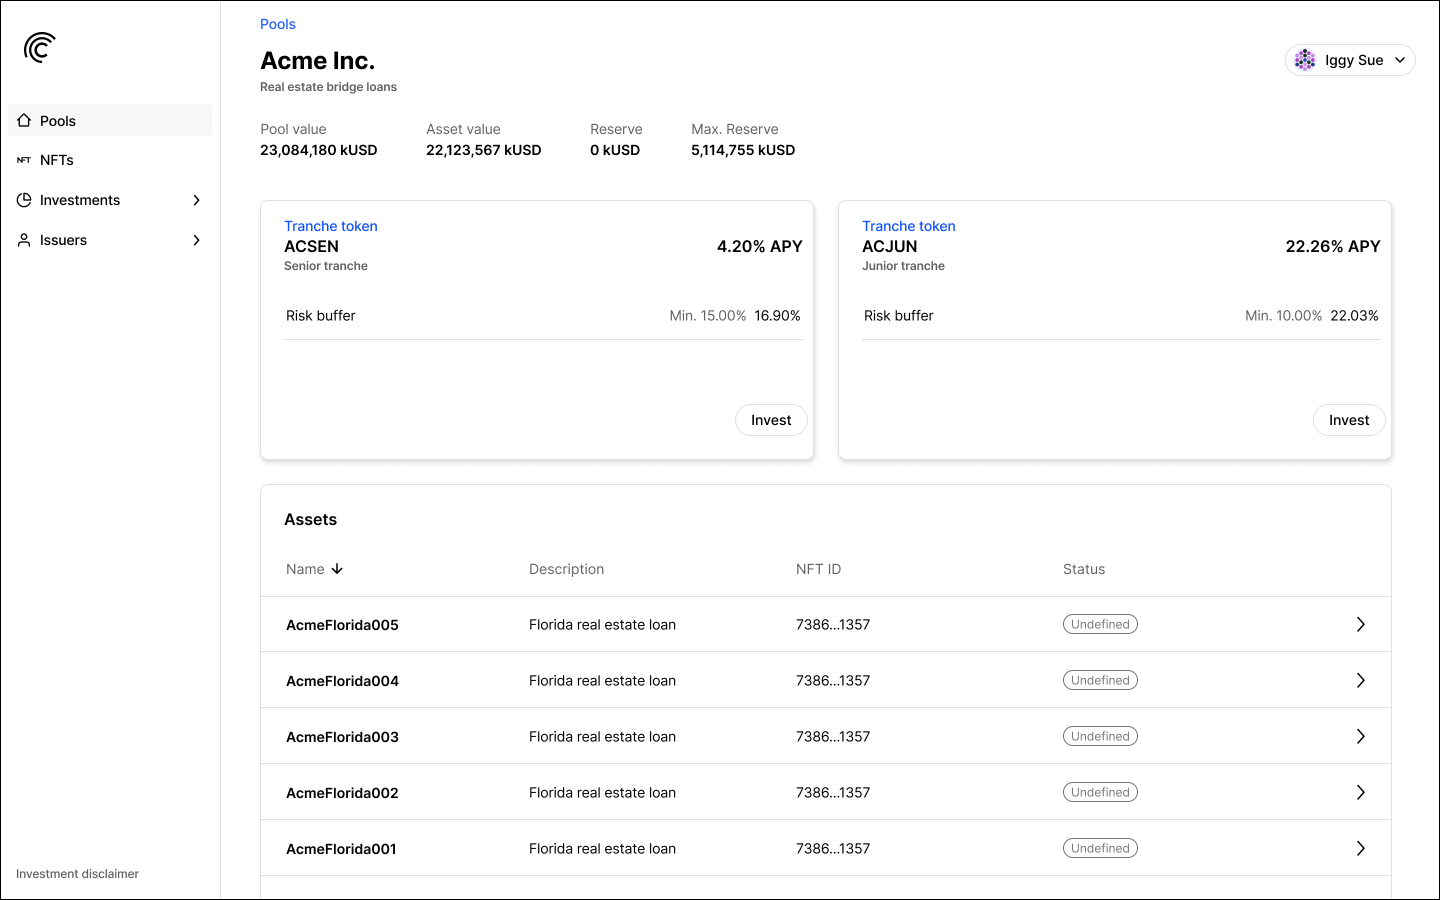 Pools
Acme Inc.
Iggy Sue
Real estate bridge loans
Pools
NFT NFTs
Investments
Issuers
Pool value Asset value Reserve Max. Reserve
23,084,180 kUSD 22,123,567 kUSD 0 kUSD 5,114,755 kUSD
Tranche token
ACSEN 4.20% APY
Senior tranche
Risk buffer Min. 15.00% 16.90%
Invest
Tranche token
ACJUN 22.26% APY
Junior tranche
Risk buffer Min. 10.00% 22.03%
Invest
Assets
Name Description NFT ID Status
AcmeFlorida005 Florida real estate loan 7386...1357 Undefined
AcmeFlorida004 Florida real estate loan 7386...1357 Undefined
AcmeFlorida003 Florida real estate loan 7386...1357 Undefined
AcmeFlorida002 Florida real estate loan 7386...1357 Undefined
AcmeFlorida001 Florida real estate loan 7386...1357 Undefined
Investment disclaimer